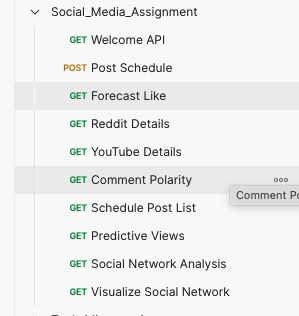 Social_Media_Assignment
GET Welcome API
POST Post Schedule
GET Forecast Like
GET Reddit Details
GET YouTube Details
GET Comment Polarity
Comment Po
GET Schedule Post List
GET Predictive Views
GET Social Network Analysis
GET Visualize Social Network